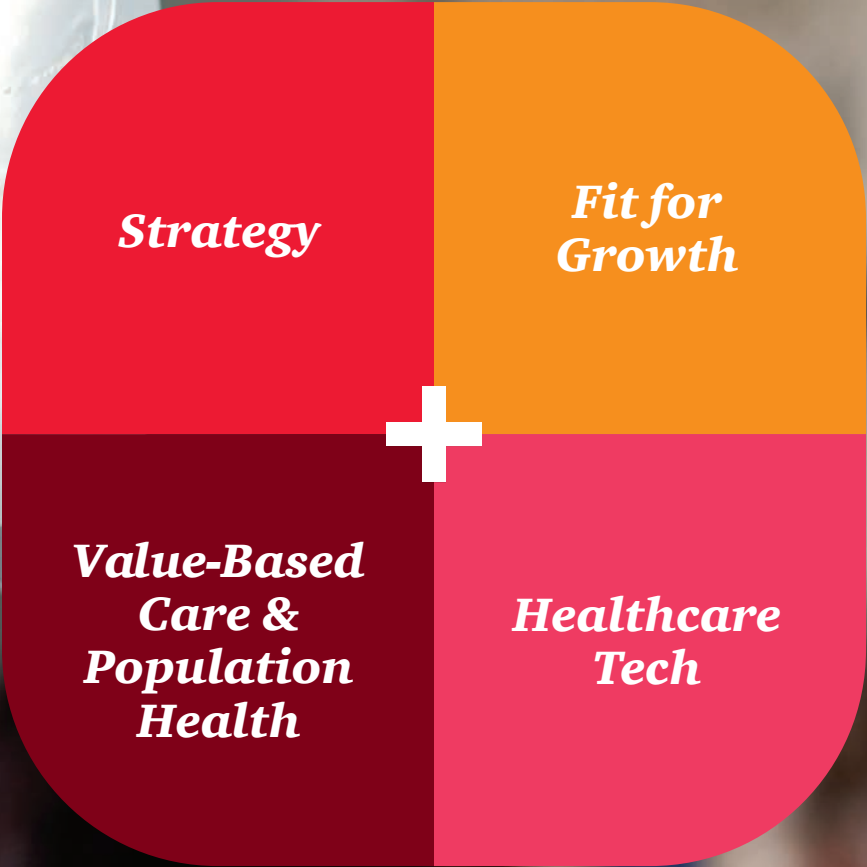 Strategy
Fit for
Growth
Value-Based
Care &
Population
Health
Healthcare
Tech